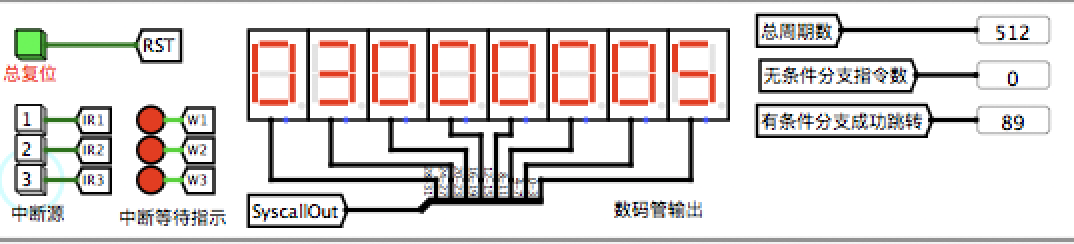 总复位
RST
1 IR1
2 IR2
3 IR3
中断源
W1
W2
W3
中断等待指示
03000005
SyscallOut
数码管输出
总周期数 512
无条件分支指令数 0
有条件分支成功跳转 89